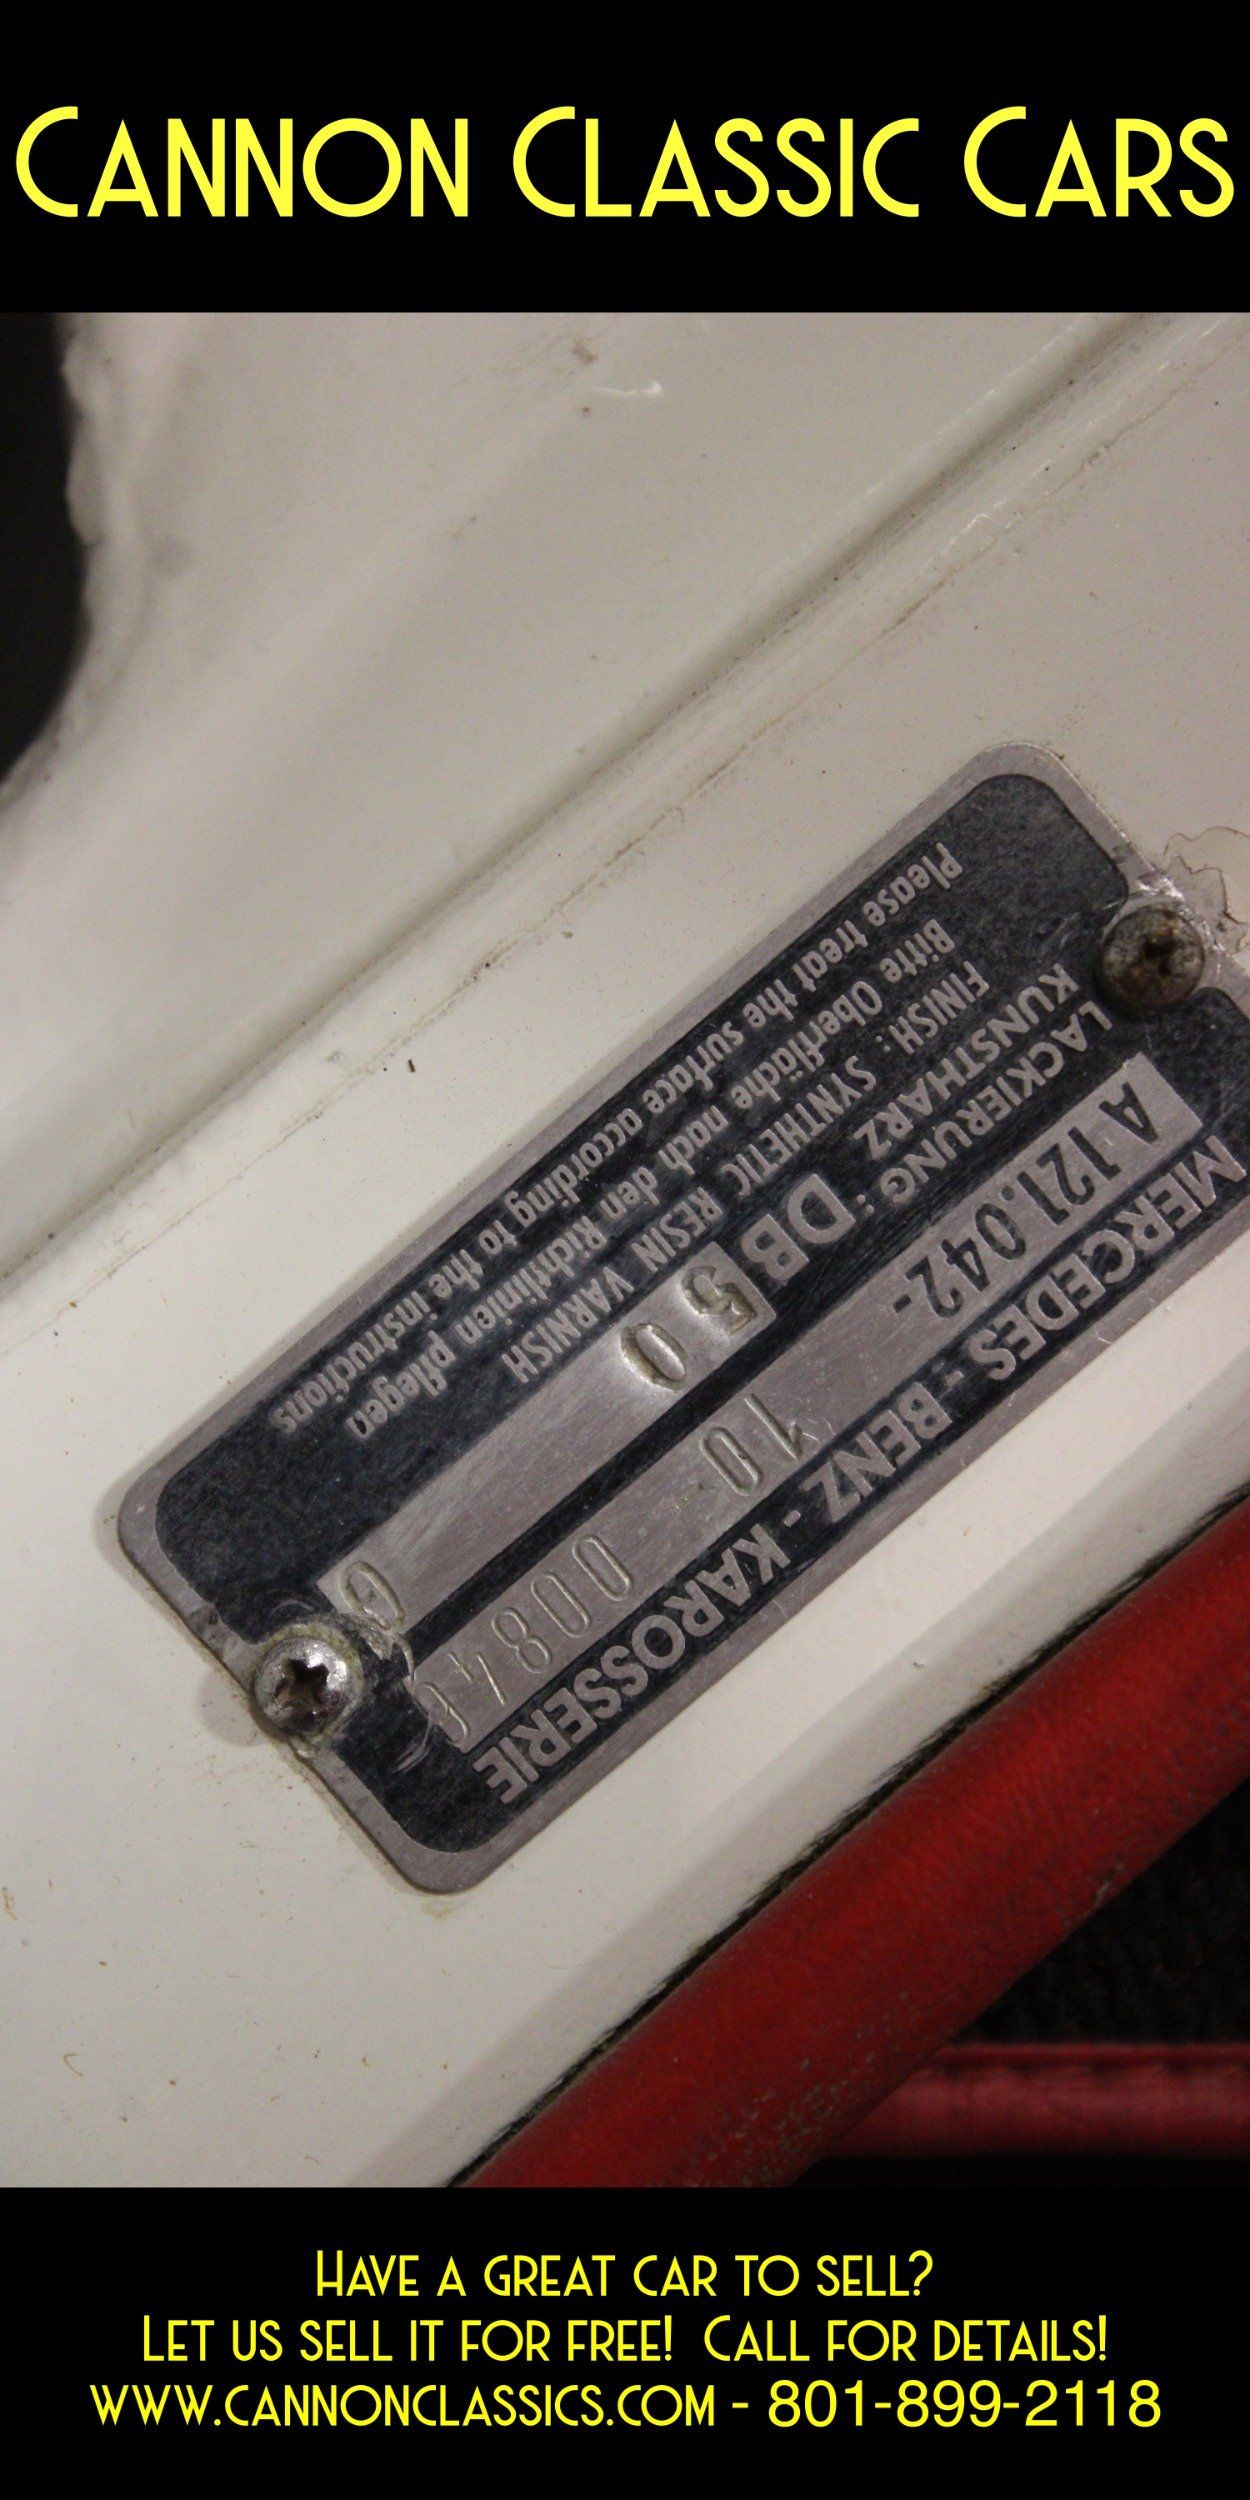 Cannon Classic Cars
MERCEDES - BENZ - KAROSSERIE
A 121.042- 10 00846
LACKIERUNG: DB 50 G
KUNSTHARZ
FINISH: SYNTHETIC RESIN VARNISH
Bitte Oberfläche nach den Richtlinien pflegen
Please treat the surface according to the instructions
Have a great car to sell?
Let us sell it for free! Call for details!
www.cannonclassics.com - 801-899-2118